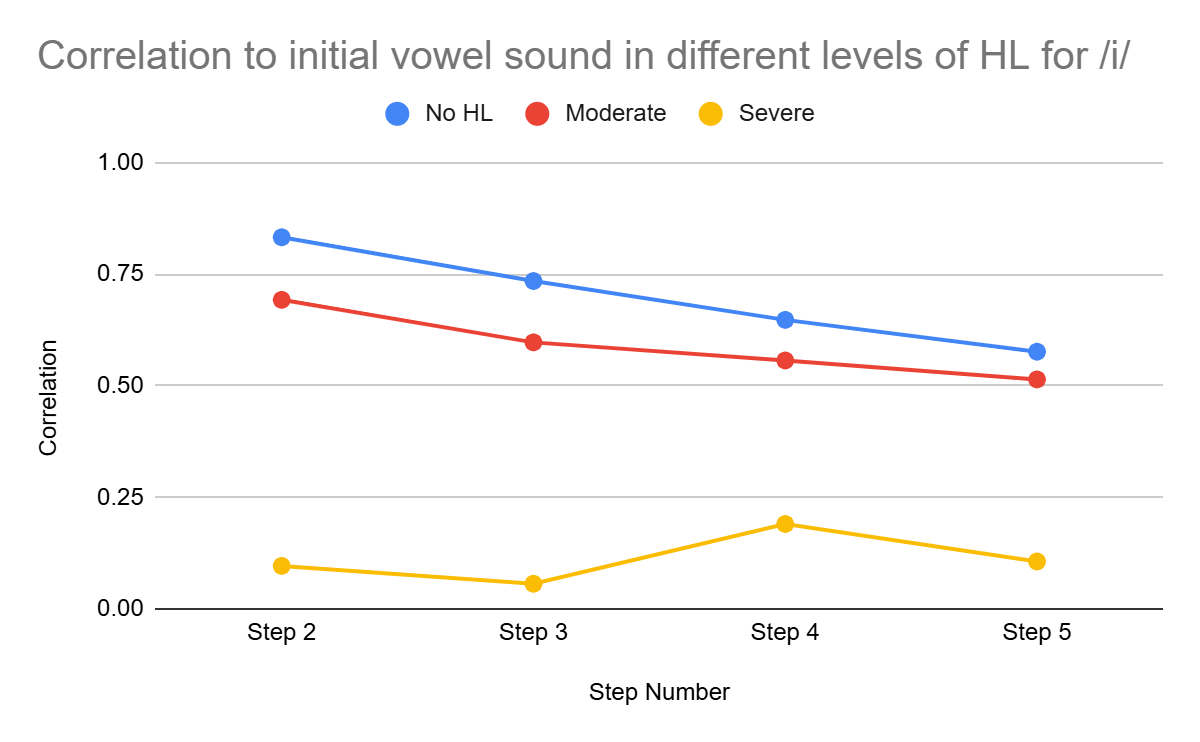 Correlation to initial vowel sound in different levels of HL for /i/
No HL Moderate Severe
1.00
0.75
0.50
0.25
0.00
Correlation
Step 2 Step 3 Step 4 Step 5
Step Number